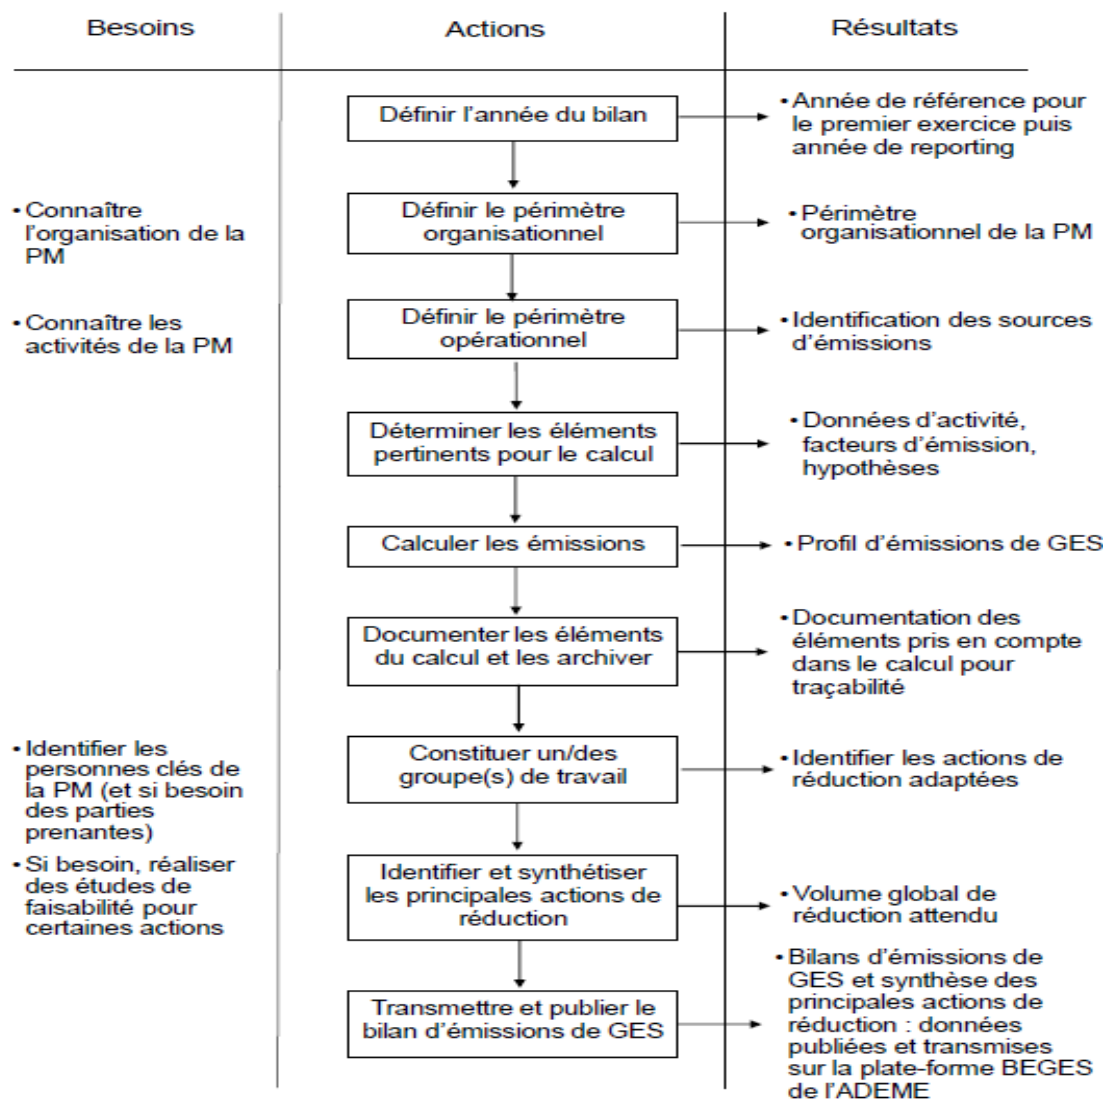 Besoins
Actions
Résultats
Définir l'année du bilan
• Année de référence pour
le premier exercice puis
année de reporting
• Connaître
l'organisation de la
PM
Définir le périmètre
organisationnel
• Périmètre
organisationnel de la PM
• Connaître les
activités de la PM
Définir le périmètre
opérationnel
• Identification des sources
d'émissions
Déterminer les éléments
pertinents pour le calcul
• Données d'activité,
facteurs d'émission,
hypothèses
Calculer les émissions
• Profil d'émissions de GES
Documenter les éléments
du calcul et les archiver
• Documentation des
éléments pris en compte
dans le calcul pour
traçabilité
• Identifier les
personnes clés de
la PM (et si besoin
des parties
prenantes)
Constituer un/des
groupe(s) de travail
• Identifier les actions de
réduction adaptées
• Si besoin, réaliser
des études de
faisabilité pour
certaines actions
Identifier et synthétiser
les principales actions de
réduction
• Volume global de
réduction attendu
Transmettre et publier le
bilan d'émissions de GES
• Bilans d'émissions de
GES et synthèse des
principales actions de
réduction : données
publiées et transmises
sur la plate-forme BEGES
de l'ADEME